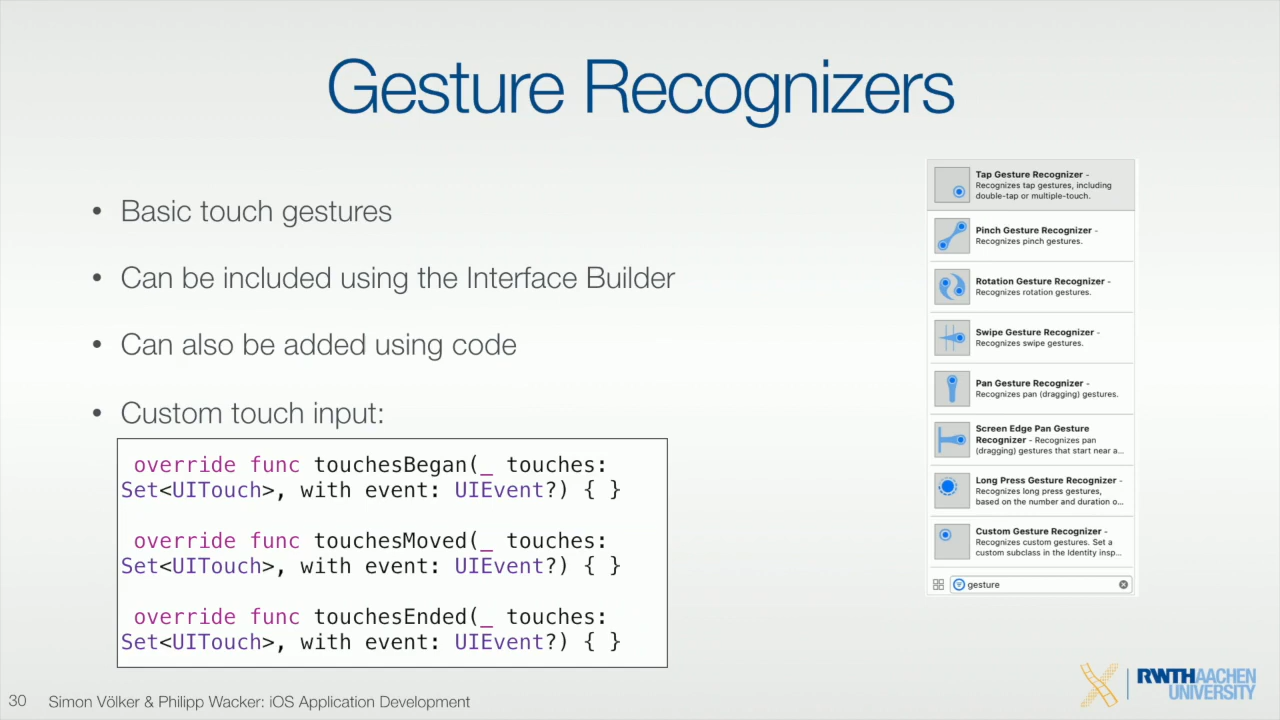 Gesture Recognizers
• Basic touch gestures
• Can be included using the Interface Builder
• Can also be added using code
• Custom touch input:
override func touchesBegan(_ touches:
Set<UITouch>, with event: UIEvent?) { }
override func touchesMoved(_ touches:
Set<UITouch>, with event: UIEvent?) { }
override func touchesEnded(_ touches:
Set<UITouch>, with event: UIEvent?) { }
Tap Gesture Recognizer -
Recognizes tap gestures, including
double-tap or multiple-touch.
Pinch Gesture Recognizer -
Recognizes pinch gestures.
Rotation Gesture Recognizer -
Recognizes rotation gestures.
Swipe Gesture Recognizer -
Recognizes swipe gestures.
Pan Gesture Recognizer -
Recognizes pan (dragging) gestures.
Screen Edge Pan Gesture
Recognizer - Recognizes pan
(dragging) gestures that start near a...
Long Press Gesture Recognizer -
Recognizes long press gestures,
based on the number and duration o...
Custom Gesture Recognizer -
Recognizes custom gestures. Set a
custom subclass in the Identity insp...
gesture
30 Simon Völker & Philipp Wacker: iOS Application Development
RWTHAACHEN
UNIVERSITY